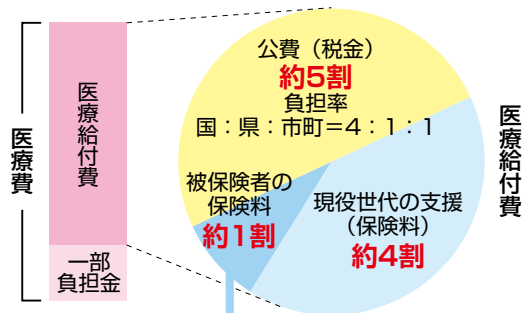 医療費
医療給付費
一部
負担金
公費（税金）
約5割
負担率
国：県：市町＝4：1：1
被保険者の
保険料
約1割
現役世代の支援
（保険料）
約4割
医療給付費